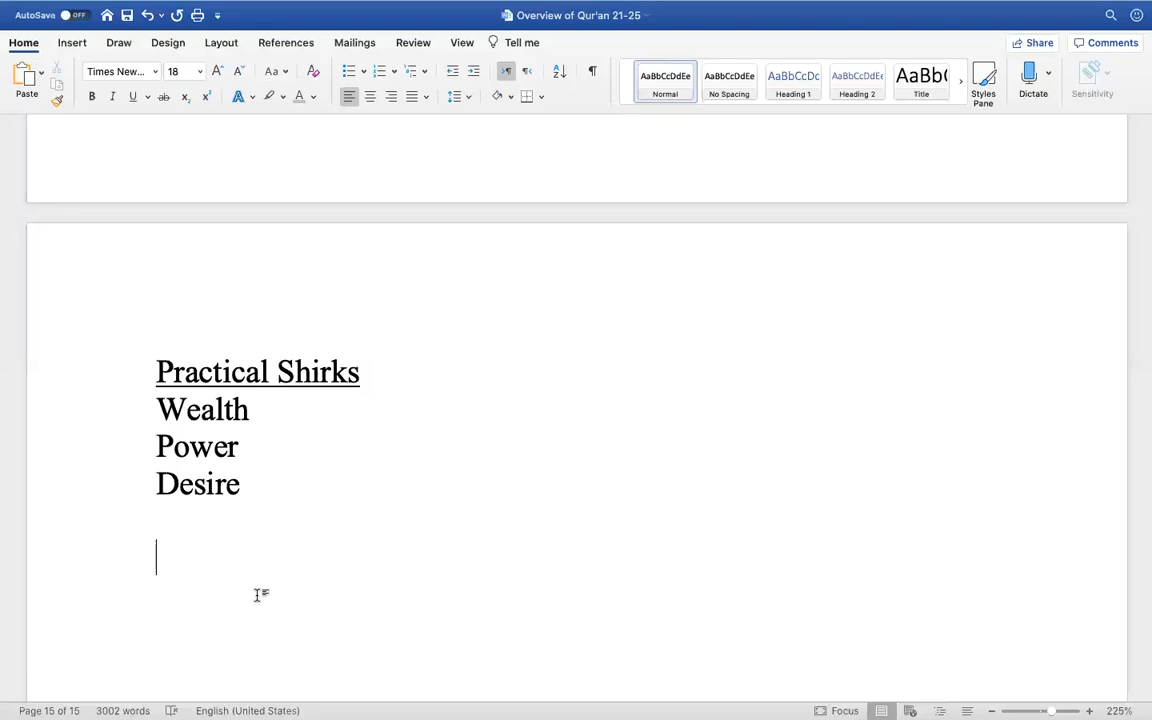 AutoSave OFF
Overview of Qur'an 21-25
Home Insert Draw Design Layout References Mailings Review View Tell me Share Comments
Paste
Times New... 18 Aa
AaBbCcDdEe AaBbCcDdEe AaBbCcDc AaBbCcDdEe AaBb(
Normal No Spacing Heading 1 Heading 2 Title
Styles Pane
Dictate
Sensitivity
Practical Shirks
Wealth
Power
Desire
Page 15 of 15 3002 words English (United States) Focus 225%